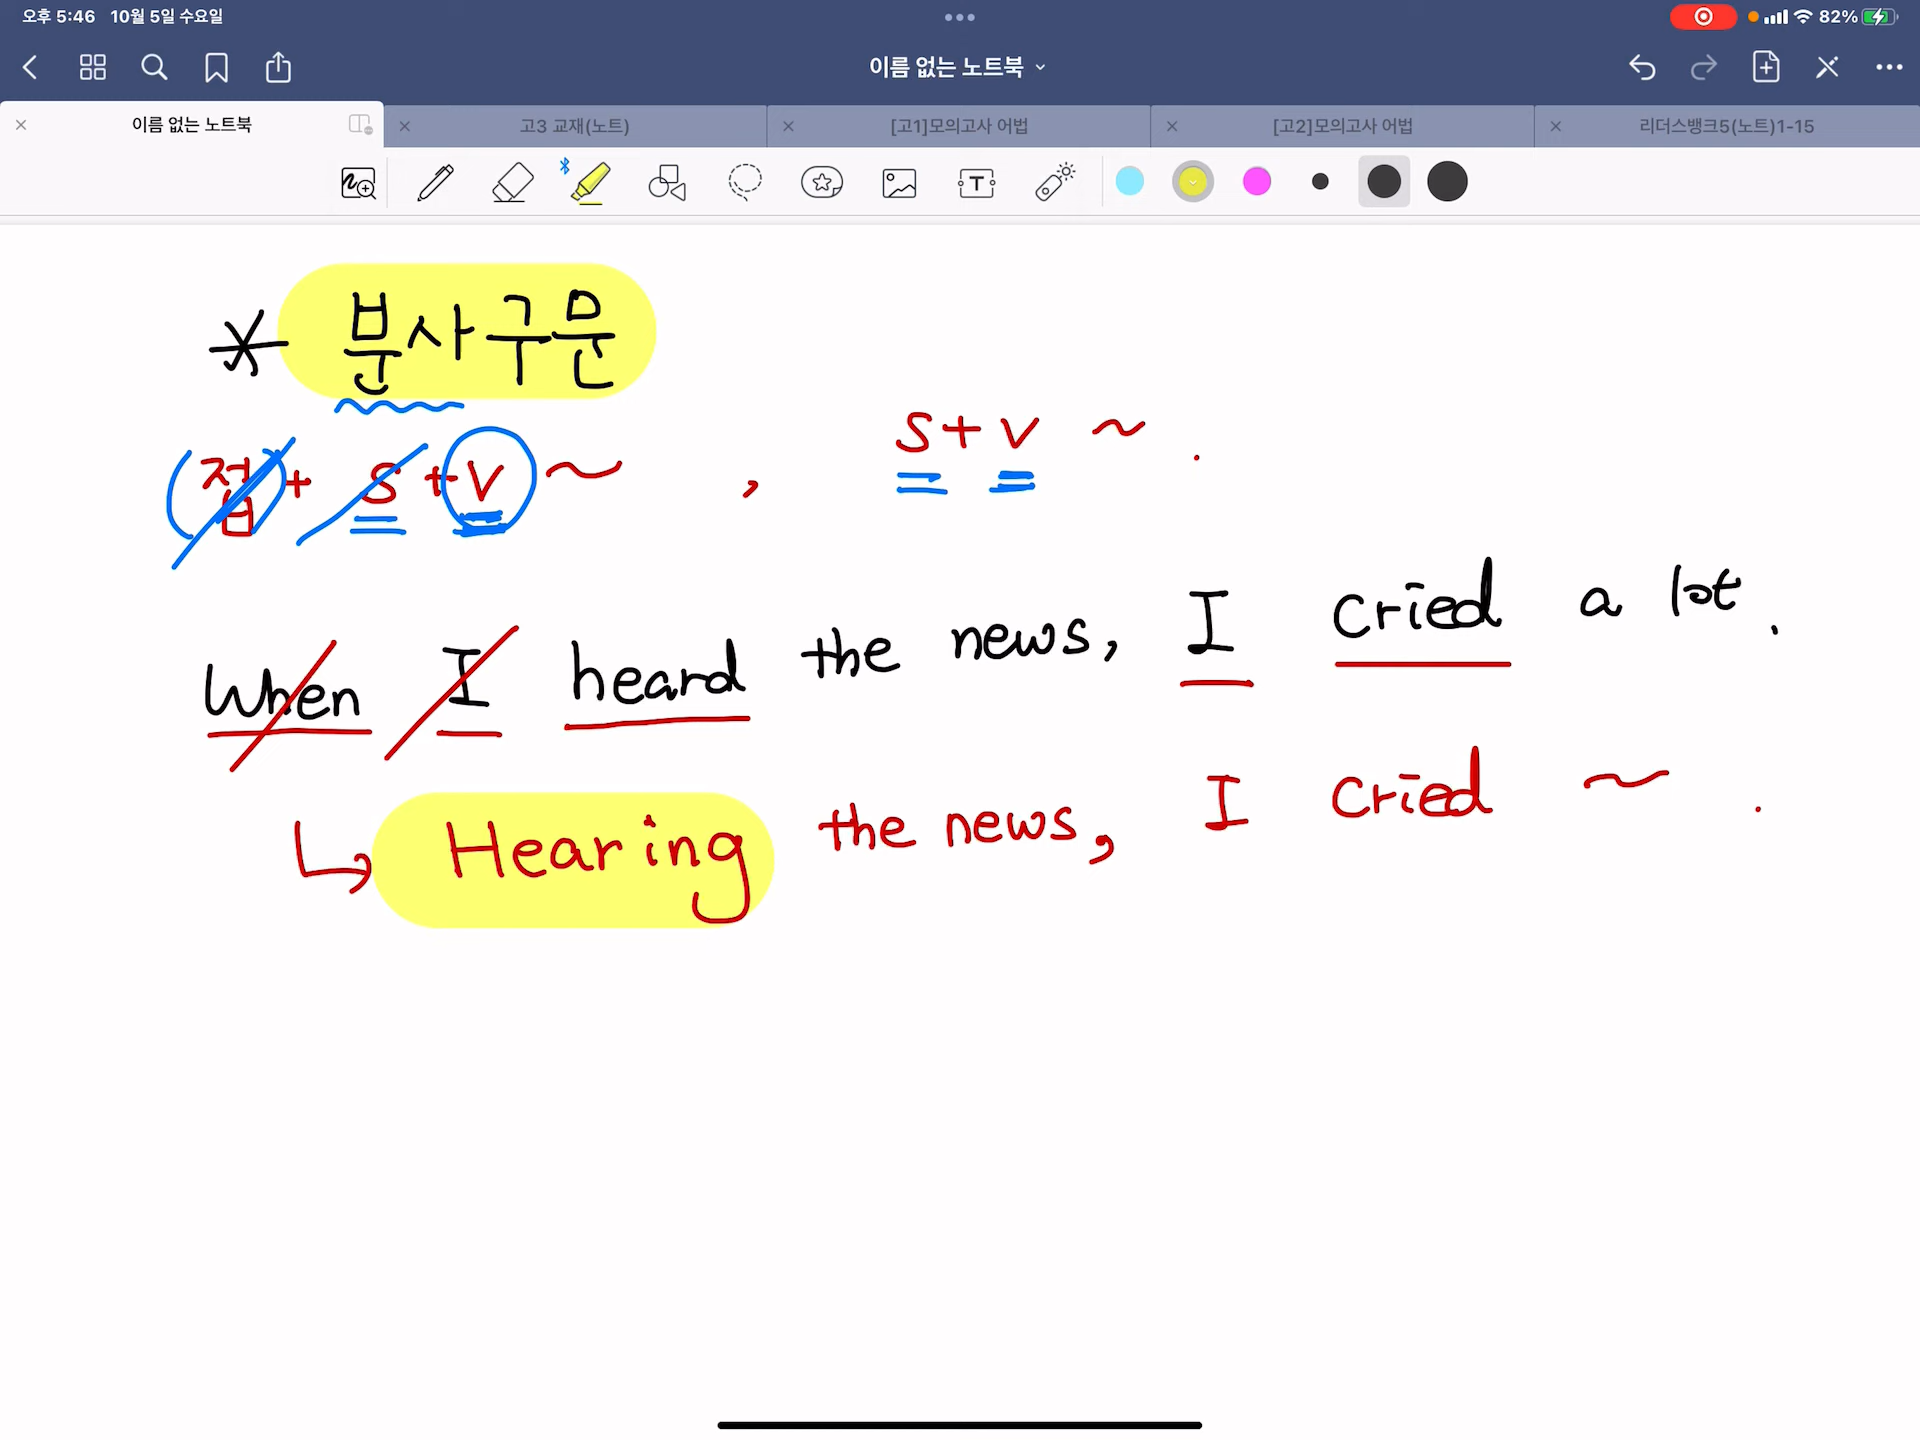 오후 5:46 10월 5일 수요일 82%
이름 없는 노트북
이름 없는 노트북 고3 교재(노트) [고1]모의고사 어법 [고2]모의고사 어법 리더스뱅크5(노트)1-15
* 분사구문
(접) + S + V ~ , S + V ~ .
When I heard the news, I cried a lot.
↳ Hearing the news, I cried ~ .